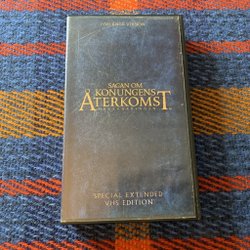 SAGAN OM
KONUNGENS
ÅTERKOMST
SPECIAL EXTENDED
VHS EDITION